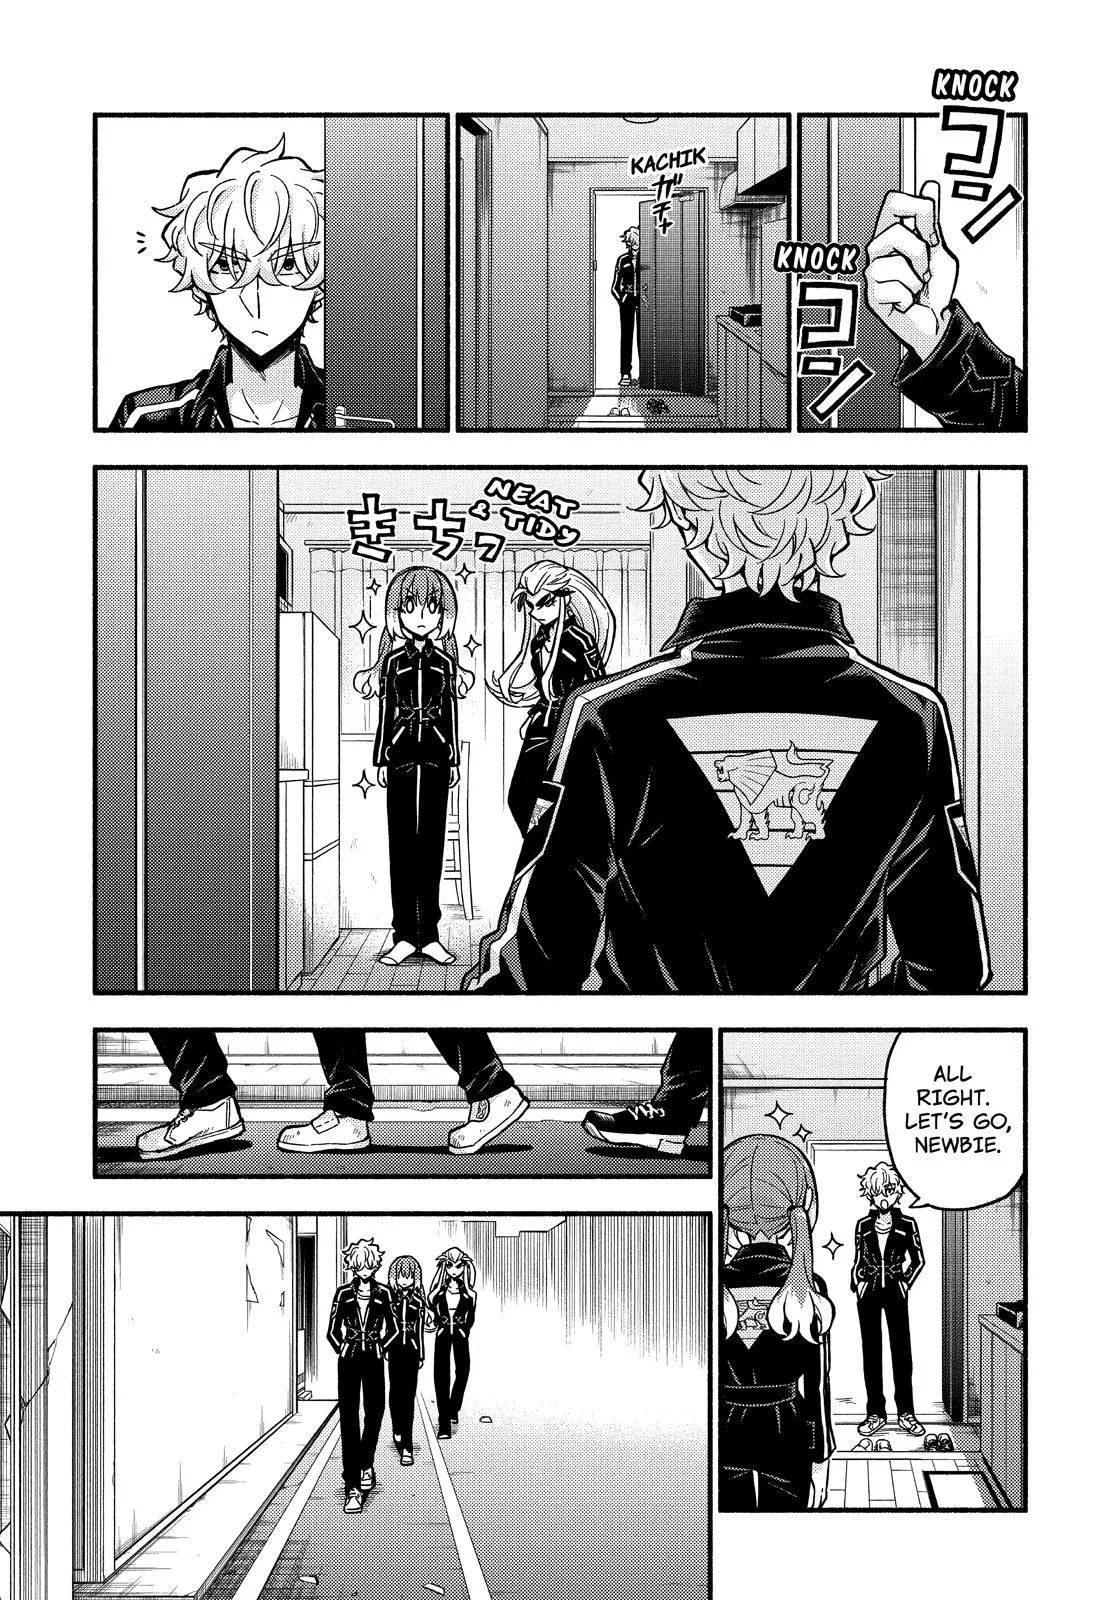 KNOCK
コン
KNOCK
コン
KACHIK
ガチャ
NEAT
& TIDY
きちっ
ALL
RIGHT.
LET'S GO,
NEWBIE.